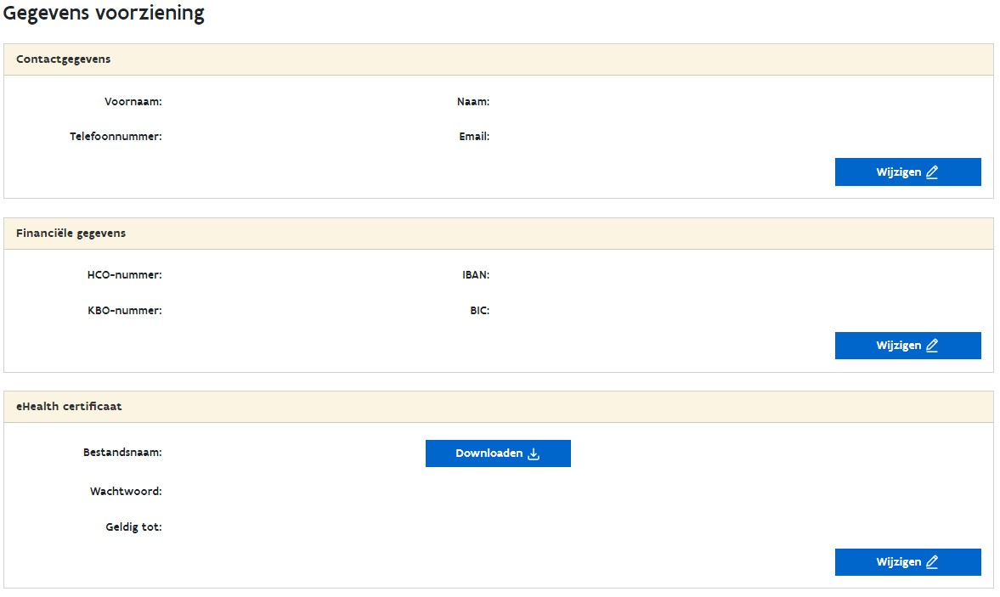 Gegevens voorziening
Contactgegevens
Voornaam: Naam:
Telefoonnummer: Email:
Wijzigen
Financiële gegevens
HCO-nummer: IBAN:
KBO-nummer: BIC:
Wijzigen
eHealth certificaat
Bestandsnaam: Downloaden
Wachtwoord:
Geldig tot:
Wijzigen